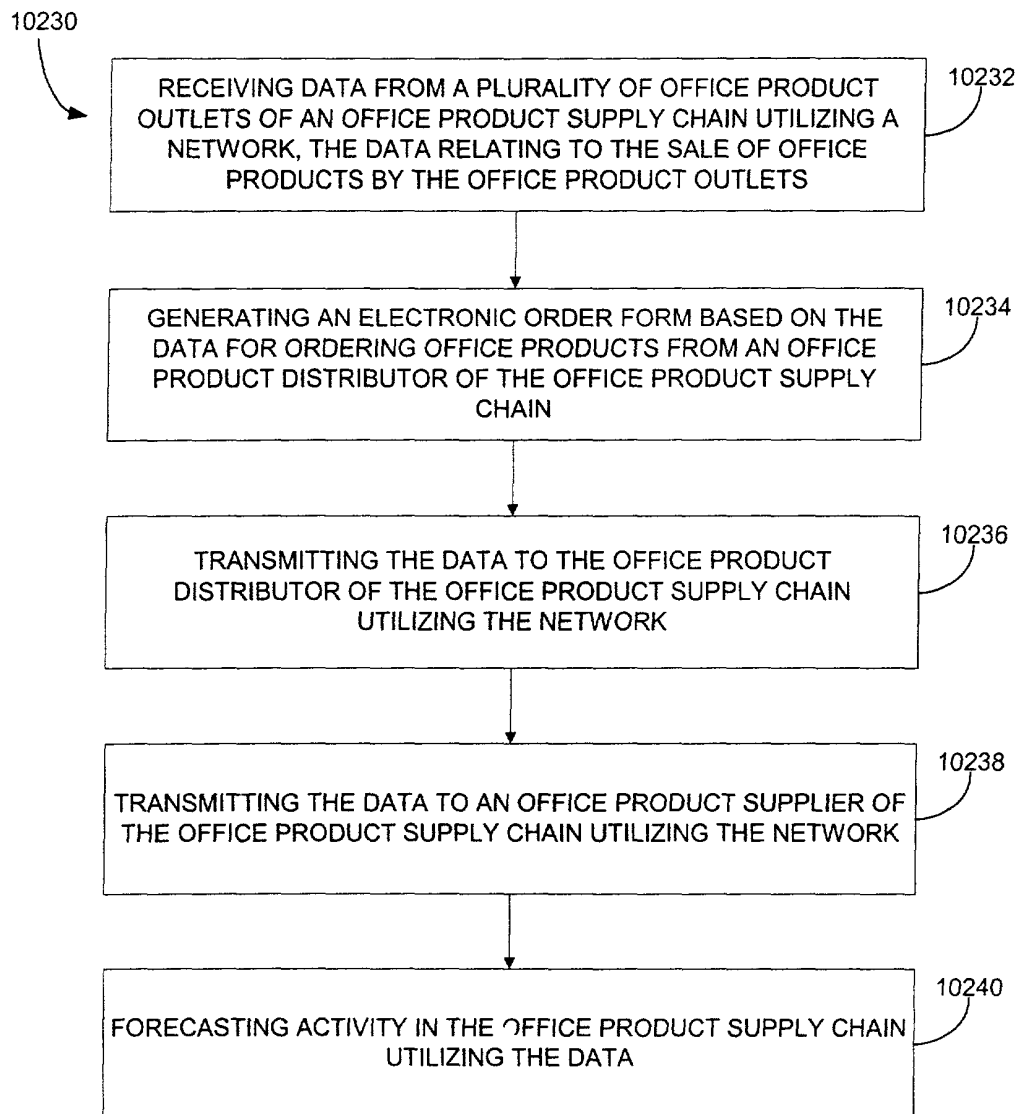 10230
10232
RECEIVING DATA FROM A PLURALITY OF OFFICE PRODUCT
OUTLETS OF AN OFFICE PRODUCT SUPPLY CHAIN UTILIZING A
NETWORK, THE DATA RELATING TO THE SALE OF OFFICE
PRODUCTS BY THE OFFICE PRODUCT OUTLETS
10234
GENERATING AN ELECTRONIC ORDER FORM BASED ON THE
DATA FOR ORDERING OFFICE PRODUCTS FROM AN OFFICE
PRODUCT DISTRIBUTOR OF THE OFFICE PRODUCT SUPPLY
CHAIN
10236
TRANSMITTING THE DATA TO THE OFFICE PRODUCT
DISTRIBUTOR OF THE OFFICE PRODUCT SUPPLY CHAIN
UTILIZING THE NETWORK
10238
TRANSMITTING THE DATA TO AN OFFICE PRODUCT SUPPLIER OF
THE OFFICE PRODUCT SUPPLY CHAIN UTILIZING THE NETWORK
10240
FORECASTING ACTIVITY IN THE OFFICE PRODUCT SUPPLY CHAIN
UTILIZING THE DATA